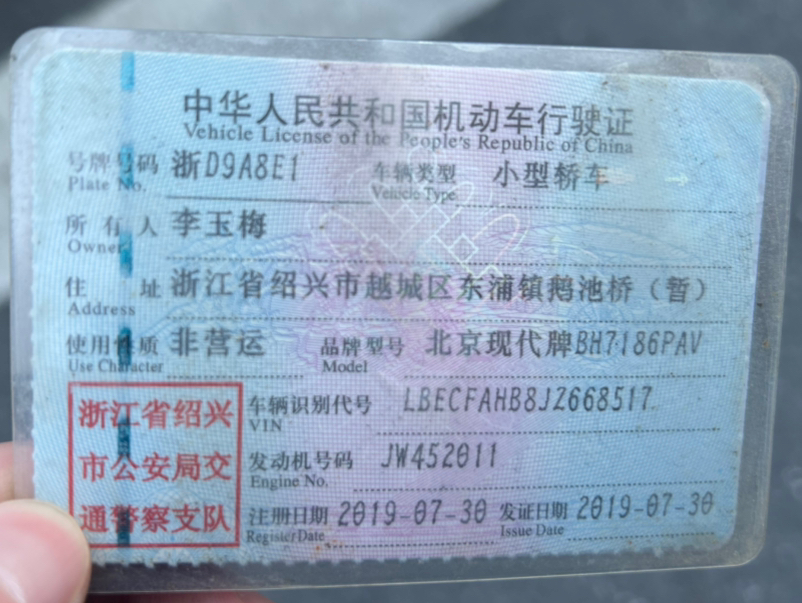 中华人民共和国机动车行驶证
Vehicle License of the People's Republic of China
号牌号码 浙D9A8E1 车辆类型 小型轿车
Plate No. Vehicle Type
所有人 李玉梅
Owner
住址 浙江省绍兴市越城区东浦镇鹅池桥（暂）
Address
使用性质 非营运 品牌型号 北京现代牌BH7186PAV
Use Character Model
浙江省绍兴 车辆识别代号 LBECFAHB8JZ668517
VIN
市公安局交 发动机号码 JW452011
Engine No.
通警察支队 注册日期 2019-07-30 发证日期 2019-07-30
Register Date Issue Date